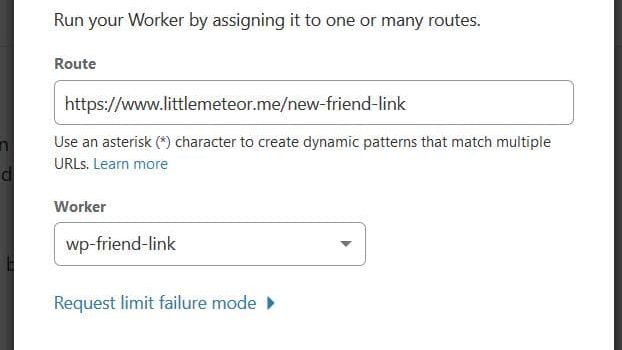 Run your Worker by assigning it to one or many routes.
Route
https://www.littlemeteor.me/new-friend-link
Use an asterisk (*) character to create dynamic patterns that match multiple
URLs. Learn more
Worker
wp-friend-link
Request limit failure mode